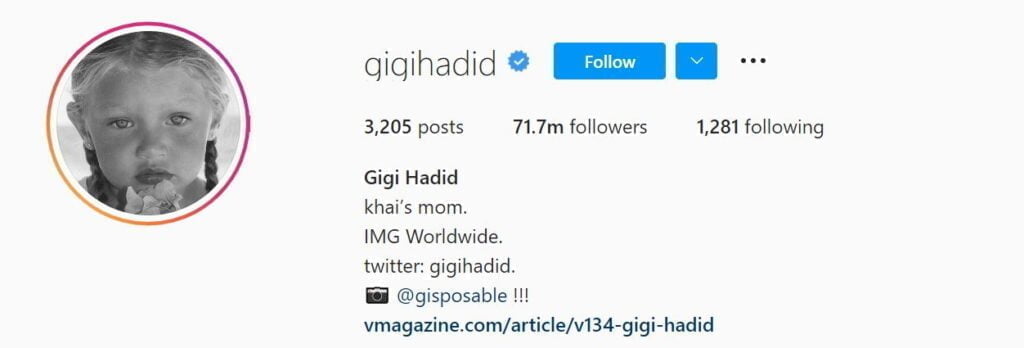 gigihadid Follow
3,205 posts 71.7m followers 1,281 following
Gigi Hadid
khai’s mom.
IMG Worldwide.
twitter: gigihadid.
📷 @gisposable !!!
vmagazine.com/article/v134-gigi-hadid